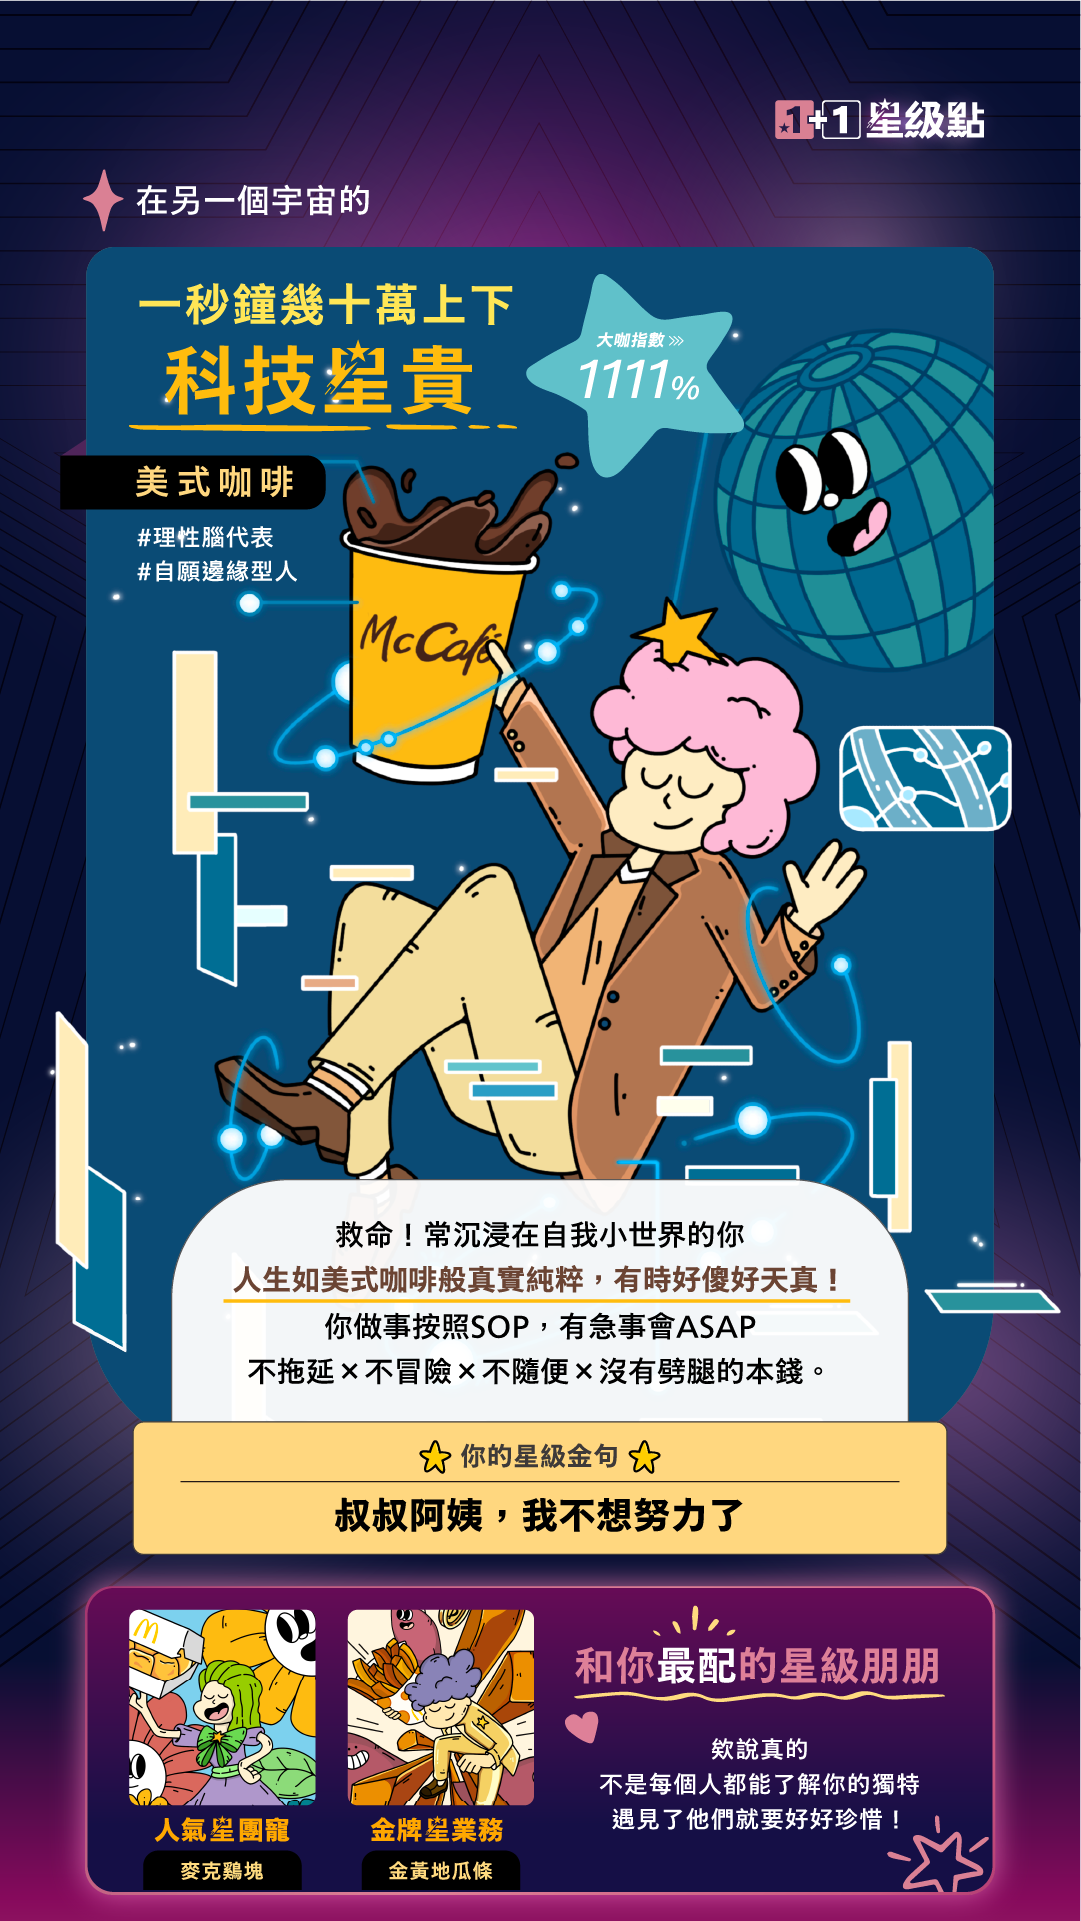 1+1 星級點
在另一個宇宙的
一秒鐘幾十萬上下
科技星貴
大咖指數 >>>
1111%
美式咖啡
#理性腦代表
#自願邊緣型人
McCafé
救命！常沉浸在自我小世界的你
人生如美式咖啡般真實純粹，有時好傻好天真！
你做事按照SOP，有急事會ASAP
不拖延×不冒險×不隨便×沒有劈腿的本錢。
你的星級金句
叔叔阿姨，我不想努力了
和你最配的星級朋朋
欸說真的
不是每個人都能了解你的獨特
遇見了他們就要好好珍惜！
人氣星團寵
麥克鷄塊
金牌星業務
金黃地瓜條